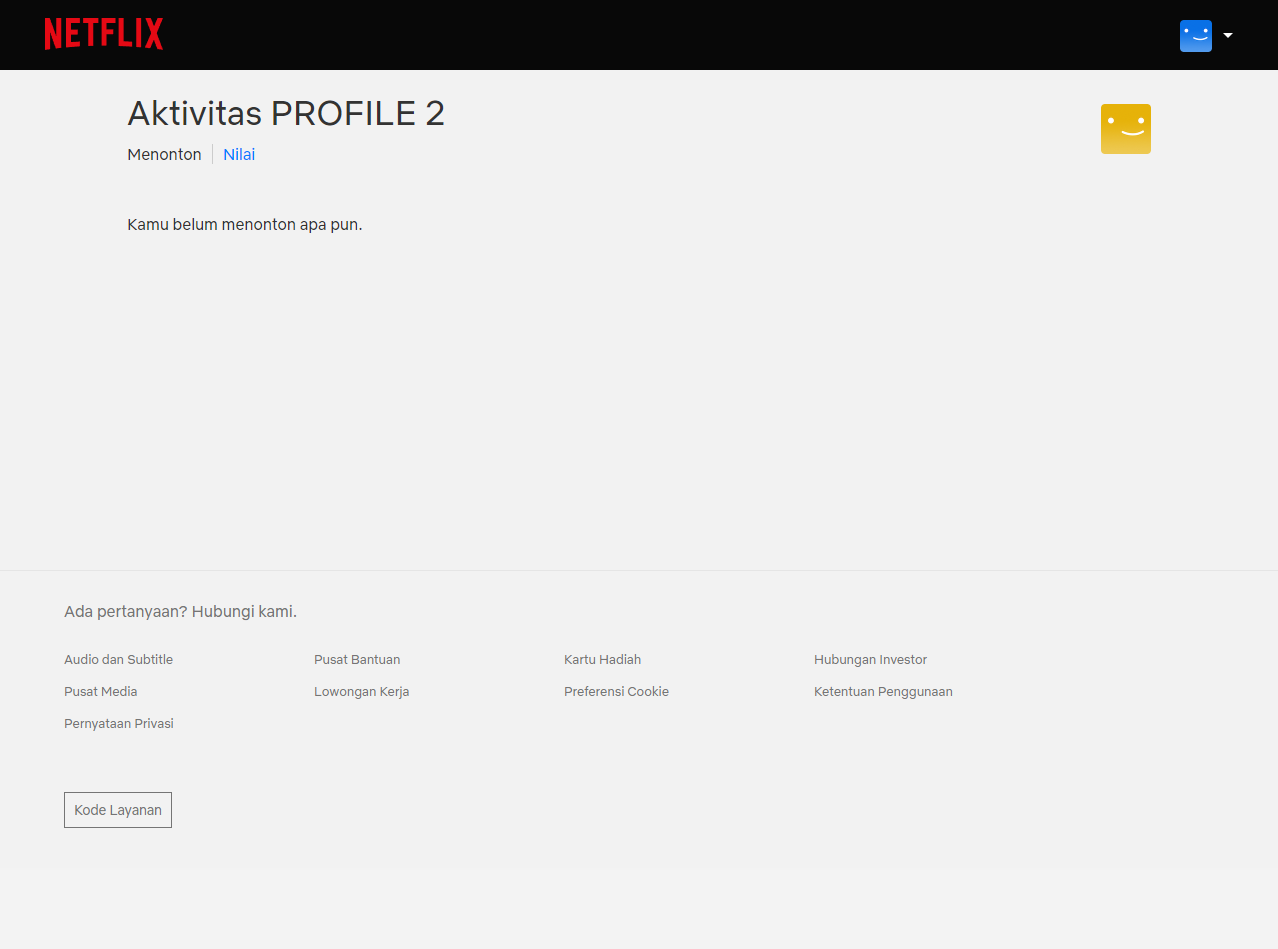 NETFLIX
Aktivitas PROFILE 2
Menonton
Nilai
Kamu belum menonton apa pun.
Ada pertanyaan? Hubungi kami.
Audio dan Subtitle
Pusat Bantuan
Kartu Hadiah
Hubungan Investor
Pusat Media
Lowongan Kerja
Preferensi Cookie
Ketentuan Penggunaan
Pernyataan Privasi
Kode Layanan